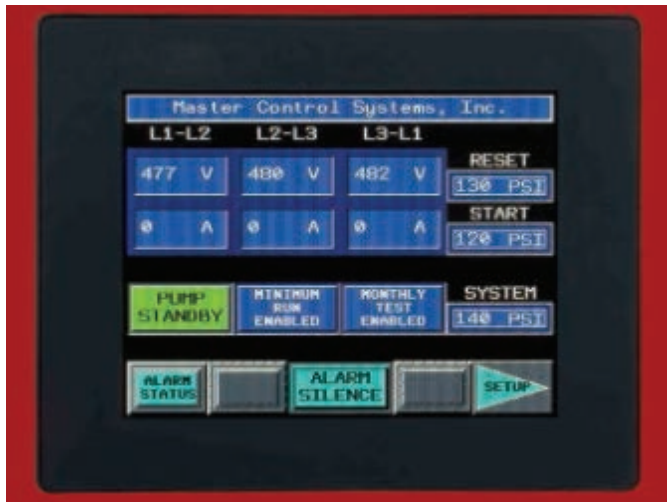 Master Control Systems, Inc.
L1-L2 L2-L3 L3-L1
RESET
477 V 480 V 482 V
130 PSI
START
0 A 0 A 0 A
120 PSI
PUMP STANDBY
MINIMUM RUN ENABLED
MONTHLY TEST ENABLED
SYSTEM
140 PSI
ALARM STATUS
ALARM SILENCE
SETUP